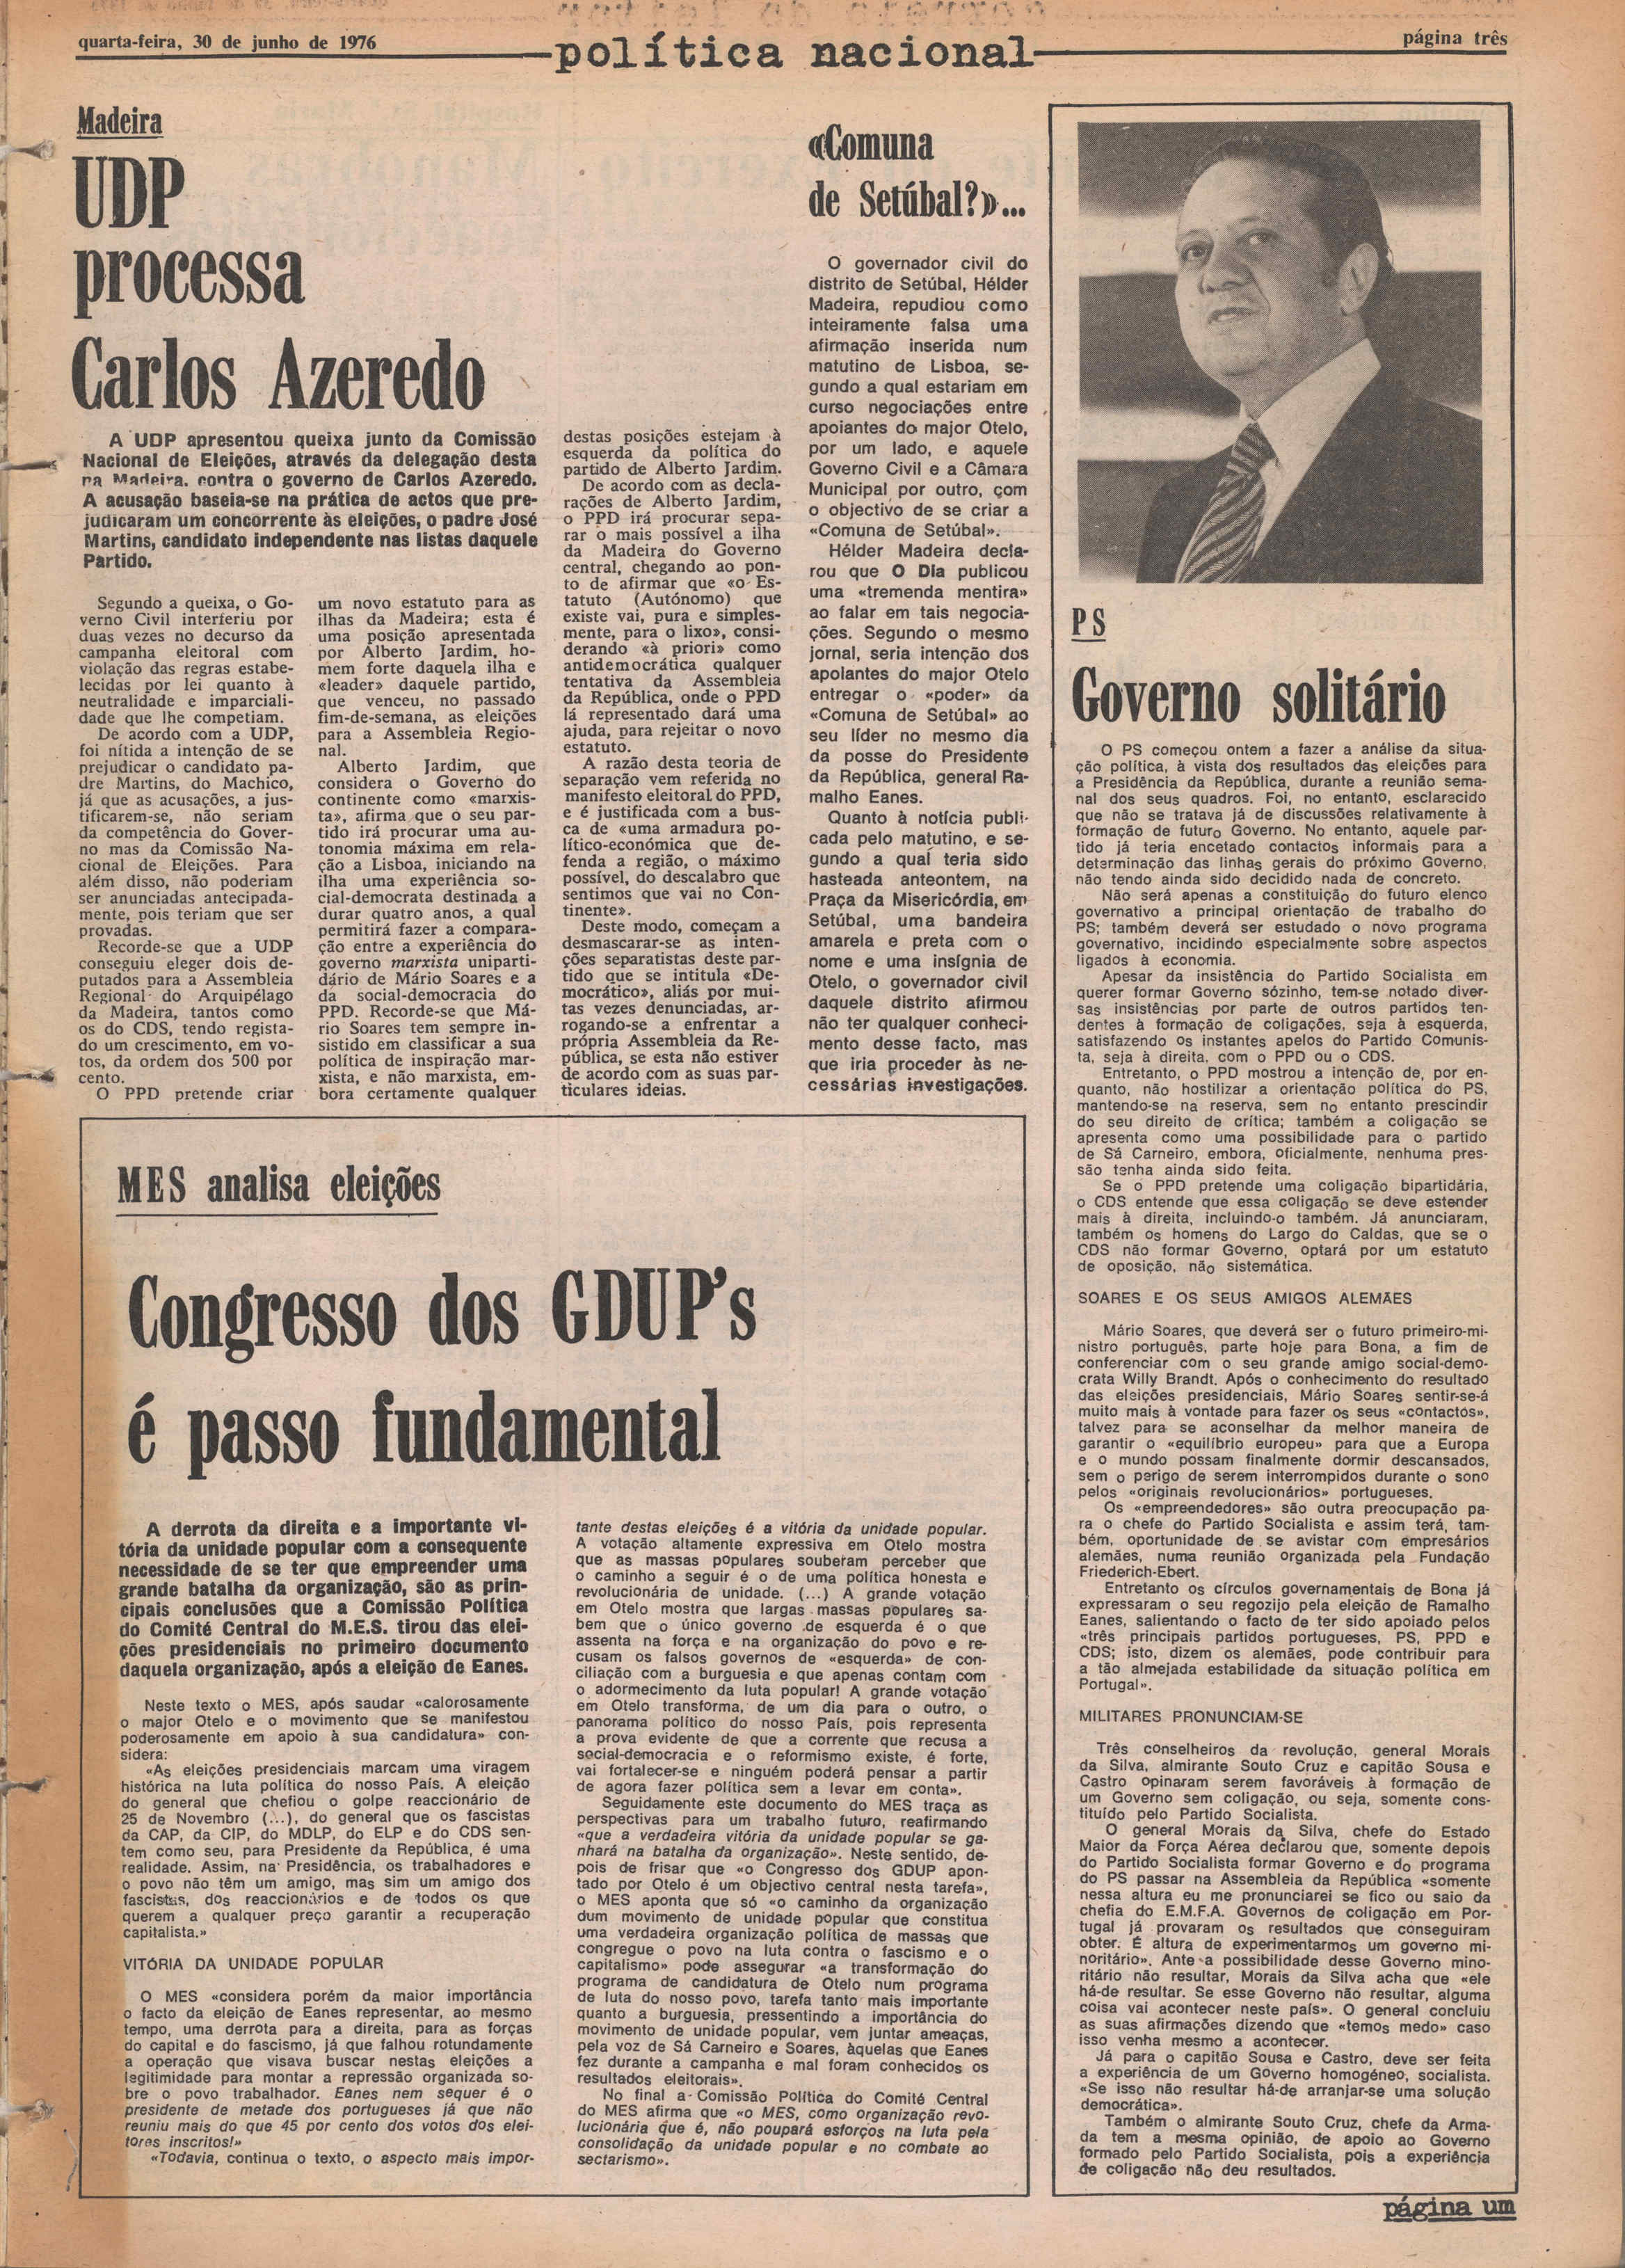 quarta-feira, 30 de junho de 1976
política nacional
página três
Madeira
UDP
processa
Carlos Azeredo
A UDP apresentou queixa junto da Comissão
Nacional de Eleições, através da delegação desta
na Madeira, contra o governo de Carlos Azeredo.
A acusação baseia-se na prática de actos que pre-
judicaram um concorrente às eleições, o padre José
Martins, candidato independente nas listas daquele
Partido.
Segundo a queixa, o Go-
verno Civil interferiu por
duas vezes no decurso da
campanha eleitoral com
violação das regras estabe-
lecidas por lei quanto à
neutralidade e imparciali-
dade que lhe competiam.
De acordo com a UDP,
foi nítida a intenção de se
prejudicar o candidato pa-
dre Martins, do Machico,
já que as acusações, a jus-
tificarem-se, não seriam
da competência do Gover-
no mas da Comissão Na-
cional de Eleições. Para
além disso, não poderiam
ser anunciadas antecipada-
mente, pois teriam que ser
provadas.
Recorde-se que a UDP
conseguiu eleger dois de-
putados para a Assembleia
Regional do Arquipélago
da Madeira, tantos como
os do CDS, tendo regista-
do um crescimento, em vo-
tos, da ordem dos 500 por
cento.
O PPD pretende criar
um novo estatuto para as
ilhas da Madeira; esta é
uma posição apresentada
por Alberto Jardim, ho-
mem forte daquela ilha e
«leader» daquele partido,
que venceu, no passado
fim-de-semana, as eleições
para a Assembleia Regio-
nal.
Alberto Jardim, que
considera o Governo do
continente como «marxis-
ta», afirma que o seu par-
tido irá procurar uma au-
tonomia máxima em rela-
ção a Lisboa, iniciando na
ilha uma experiência so-
cial-democrata destinada a
durar quatro anos, a qual
permitirá fazer a compara-
ção entre a experiência do
governo marxista uniparti-
dário de Mário Soares e a
da social-democracia do
PPD. Recorde-se que Má-
rio Soares tem sempre in-
sistido em classificar a sua
política de inspiração mar-
xista, e não marxista, em-
bora certamente qualquer
destas posições estejam à
esquerda da política do
partido de Alberto Jardim.
De acordo com as decla-
rações de Alberto Jardim,
o PPD irá procurar sepa-
rar o mais possível a ilha
da Madeira do Governo
central, chegando ao pon-
to de afirmar que «o Es-
tatuto (Autónomo) que
existe vai, pura e simples-
mente, para o lixo», consi-
derando «à priori» como
antidemocrática qualquer
tentativa da Assembleia
da República, onde o PPD
lá representado dará uma
ajuda, para rejeitar o novo
estatuto.
A razão desta teoria de
separação vem referida no
manifesto eleitoral do PPD,
e é justificada com a bus-
ca de «uma armadura po-
lítico-económica que de-
fenda a região, o máximo
possível, do descalabro que
sentimos que vai no Con-
tinente».
Deste modo, começam a
desmascarar-se as inten-
ções separatistas deste par-
tido que se intitula «De-
mocrático», aliás por mui-
tas vezes denunciadas, ar-
rogando-se a enfrentar a
própria Assembleia da Re-
pública, se esta não estiver
de acordo com as suas par-
ticulares ideias.
«Comuna
de Setúbal?»...
O governador civil do
distrito de Setúbal, Hélder
Madeira, repudiou como
inteiramente falsa uma
afirmação inserida num
matutino de Lisboa, se-
gundo a qual estariam em
curso negociações entre
apoiantes do major Otelo,
por um lado, e aquele
Governo Civil e a Câmara
Municipal por outro, com
o objectivo de se criar a
«Comuna de Setúbal».
Hélder Madeira decla-
rou que O Dia publicou
uma «tremenda mentira»
ao falar em tais negocia-
ções. Segundo o mesmo
jornal, seria intenção dos
apolantes do major Otelo
entregar o «poder» da
«Comuna de Setúbal» ao
seu líder no mesmo dia
da posse do Presidente
da República, general Ra-
malho Eanes.
Quanto à notícia publi-
cada pelo matutino, e se-
gundo a qual teria sido
hasteada anteontem, na
Praça da Misericórdia, em
Setúbal, uma bandeira
amarela e preta com o
nome e uma insígnia de
Otelo, o governador civil
daquele distrito afirmou
não ter qualquer conheci-
mento desse facto, mas
que iria proceder às ne-
cessárias investigações.
PS
Governo solitário
O PS começou ontem a fazer a análise da situa-
ção política, à vista dos resultados das eleições para
a Presidência da República, durante a reunião sema-
nal dos seus quadros. Foi, no entanto, esclarecido
que não se tratava já de discussões relativamente à
formação de futuro Governo. No entanto, aquele par-
tido já teria encetado contactos informais para a
determinação das linhas gerais do próximo Governo,
não tendo ainda sido decidido nada de concreto.
Não será apenas a constituição do futuro elenco
governativo a principal orientação de trabalho do
PS; também deverá ser estudado o novo programa
governativo, incidindo especialmente sobre aspectos
ligados à economia.
Apesar da insistência do Partido Socialista em
querer formar Governo sózinho, tem-se notado diver-
sas insistências por parte de outros partidos ten-
dentes à formação de coligações, seja à esquerda,
satisfazendo os instantes apelos do Partido Comunis-
ta, seja à direita, com o PPD ou o CDS.
Entretanto, o PPD mostrou a intenção de, por en-
quanto, não hostilizar a orientação política do PS,
mantendo-se na reserva, sem no entanto prescindir
do seu direito de crítica; também a coligação se
apresenta como uma possibilidade para o partido
de Sá Carneiro, embora, oficialmente, nenhuma pres-
são tenha ainda sido feita.
Se o PPD pretende uma coligação bipartidária,
o CDS entende que essa coligação se deve estender
mais à direita, incluindo-o também. Já anunciaram,
também os homens do Largo do Caldas, que se o
CDS não formar Governo, optará por um estatuto
de oposição, não sistemática.
SOARES E OS SEUS AMIGOS ALEMÃES
Mário Soares, que deverá ser o futuro primeiro-mi-
nistro português, parte hoje para Bona, a fim de
conferenciar com o seu grande amigo social-demo-
crata Willy Brandt. Após o conhecimento do resultado
das eleições presidenciais, Mário Soares sentir-se-á
muito mais à vontade para fazer os seus «contactos»,
talvez para se aconselhar da melhor maneira de
garantir o «equilíbrio europeu» para que a Europa
e o mundo possam finalmente dormir descansados,
sem o perigo de serem interrompidos durante o sono
pelos «originais revolucionários» portugueses.
Os «empreendedores» são outra preocupação pa-
ra o chefe do Partido Socialista e assim terá, tam-
bém, oportunidade de se avistar com empresários
alemães, numa reunião organizada pela Fundação
Friederich-Ebert.
Entretanto os círculos governamentais de Bona já
expressaram o seu regozijo pela eleição de Ramalho
Eanes, salientando o facto de ter sido apoiado pelos
«três principais partidos portugueses, PS, PPD e
CDS; isto, dizem os alemães, pode contribuir para
a tão almejada estabilidade da situação política em
Portugal».
MILITARES PRONUNCIAM-SE
Três conselheiros da revolução, general Morais
da Silva, almirante Souto Cruz e capitão Sousa e
Castro opinaram serem favoráveis à formação de
um Governo sem coligação, ou seja, somente cons-
tituído pelo Partido Socialista.
O general Morais da Silva, chefe do Estado
Maior da Força Aérea declarou que, somente depois
do Partido Socialista formar Governo e do programa
do PS passar na Assembleia da República «somente
nessa altura eu me pronunciarei se fico ou saio da
chefia do E.M.F.A. Governos de coligação em Por-
tugal já provaram os resultados que conseguiram
obter. É altura de experimentarmos um governo mi-
noritário». Ante a possibilidade desse Governo mino-
ritário não resultar, Morais da Silva acha que «ele
há-de resultar. Se esse Governo não resultar, alguma
coisa vai acontecer neste país». O general concluiu
as suas afirmações dizendo que «temos medo» caso
isso venha mesmo a acontecer.
Já para o capitão Sousa e Castro, deve ser feita
a experiência de um Governo homogéneo, socialista.
«Se isso não resultar há-de arranjar-se uma solução
democrática».
Também o almirante Souto Cruz, chefe da Arma-
da tem a mesma opinião, de apoio ao Governo
formado pelo Partido Socialista, pois a experiência
de coligação não deu resultados.
MES analisa eleições
Congresso dos GDUP's
é passo fundamental
A derrota da direita e a importante vi-
tória da unidade popular com a consequente
necessidade de se ter que empreender uma
grande batalha da organização, são as prin-
cipais conclusões que a Comissão Política
do Comité Central do M.E.S. tirou das elei-
ções presidenciais no primeiro documento
daquela organização, após a eleição de Eanes.
Neste texto o MES, após saudar «calorosamente
o major Otelo e o movimento que se manifestou
poderosamente em apoio à sua candidatura» con-
sidera:
«As eleições presidenciais marcam uma viragem
histórica na luta política do nosso País. A eleição
do general que chefiou o golpe reaccionário de
25 de Novembro (...), do general que os fascistas
da CAP, da CIP, do MDLP, do ELP e do CDS sen-
tem como seu, para Presidente da República, é uma
realidade. Assim, na Presidência, os trabalhadores e
o povo não têm um amigo, mas sim um amigo dos
fascistas, dos reaccionários e de todos os que
querem a qualquer preço garantir a recuperação
capitalista.»
VITÓRIA DA UNIDADE POPULAR
O MES «considera porém da maior importância
o facto da eleição de Eanes representar, ao mesmo
tempo, uma derrota para a direita, para as forças
do capital e do fascismo, já que falhou rotundamente
a operação que visava buscar nestas eleições a
legitimidade para montar a repressão organizada so-
bre o povo trabalhador. Eanes nem sequer é o
presidente de metade dos portugueses já que não
reuniu mais do que 45 por cento dos votos dos elei-
tores inscritos!»
«Todavia, continua o texto, o aspecto mais impor-
tante destas eleições é a vitória da unidade popular.
A votação altamente expressiva em Otelo mostra
que as massas populares souberam perceber que
o caminho a seguir é o de uma política honesta e
revolucionária de unidade. (...) A grande votação
em Otelo mostra que largas massas populares sa-
bem que o único governo de esquerda é o que
assenta na força e na organização do povo e re-
cusam os falsos governos de «esquerda» de con-
ciliação com a burguesia e que apenas contam com
o adormecimento da luta popular! A grande votação
em Otelo transforma, de um dia para o outro, o
panorama político do nosso País, pois representa
a prova evidente de que a corrente que recusa a
social-democracia e o reformismo existe, é forte,
vai fortalecer-se e ninguém poderá pensar a partir
de agora fazer política sem a levar em conta».
Seguidamente este documento do MES traça as
perspectivas para um trabalho futuro, reafirmando
«que a verdadeira vitória da unidade popular se ga-
nhará na batalha da organização». Neste sentido, de-
pois de frisar que «o Congresso dos GDUP apon-
tado por Otelo é um objectivo central nesta tarefa»,
o MES aponta que só «o caminho da organização
dum movimento de unidade popular que constitua
uma verdadeira organização política de massas que
congregue o povo na luta contra o fascismo e o
capitalismo» pode assegurar «a transformação do
programa de candidatura de Otelo num programa
de luta do nosso povo, tarefa tanto mais importante
quanto a burguesia, pressentindo a importância do
movimento de unidade popular, vem juntar ameaças,
pela voz de Sá Carneiro e Soares, àquelas que Eanes
fez durante a campanha e mal foram conhecidos os
resultados eleitorais».
No final a Comissão Política do Comité Central
do MES afirma que «o MES, como organização revo-
lucionária que é, não poupará esforços na luta pela
consolidação da unidade popular e no combate ao
sectarismo».
página um